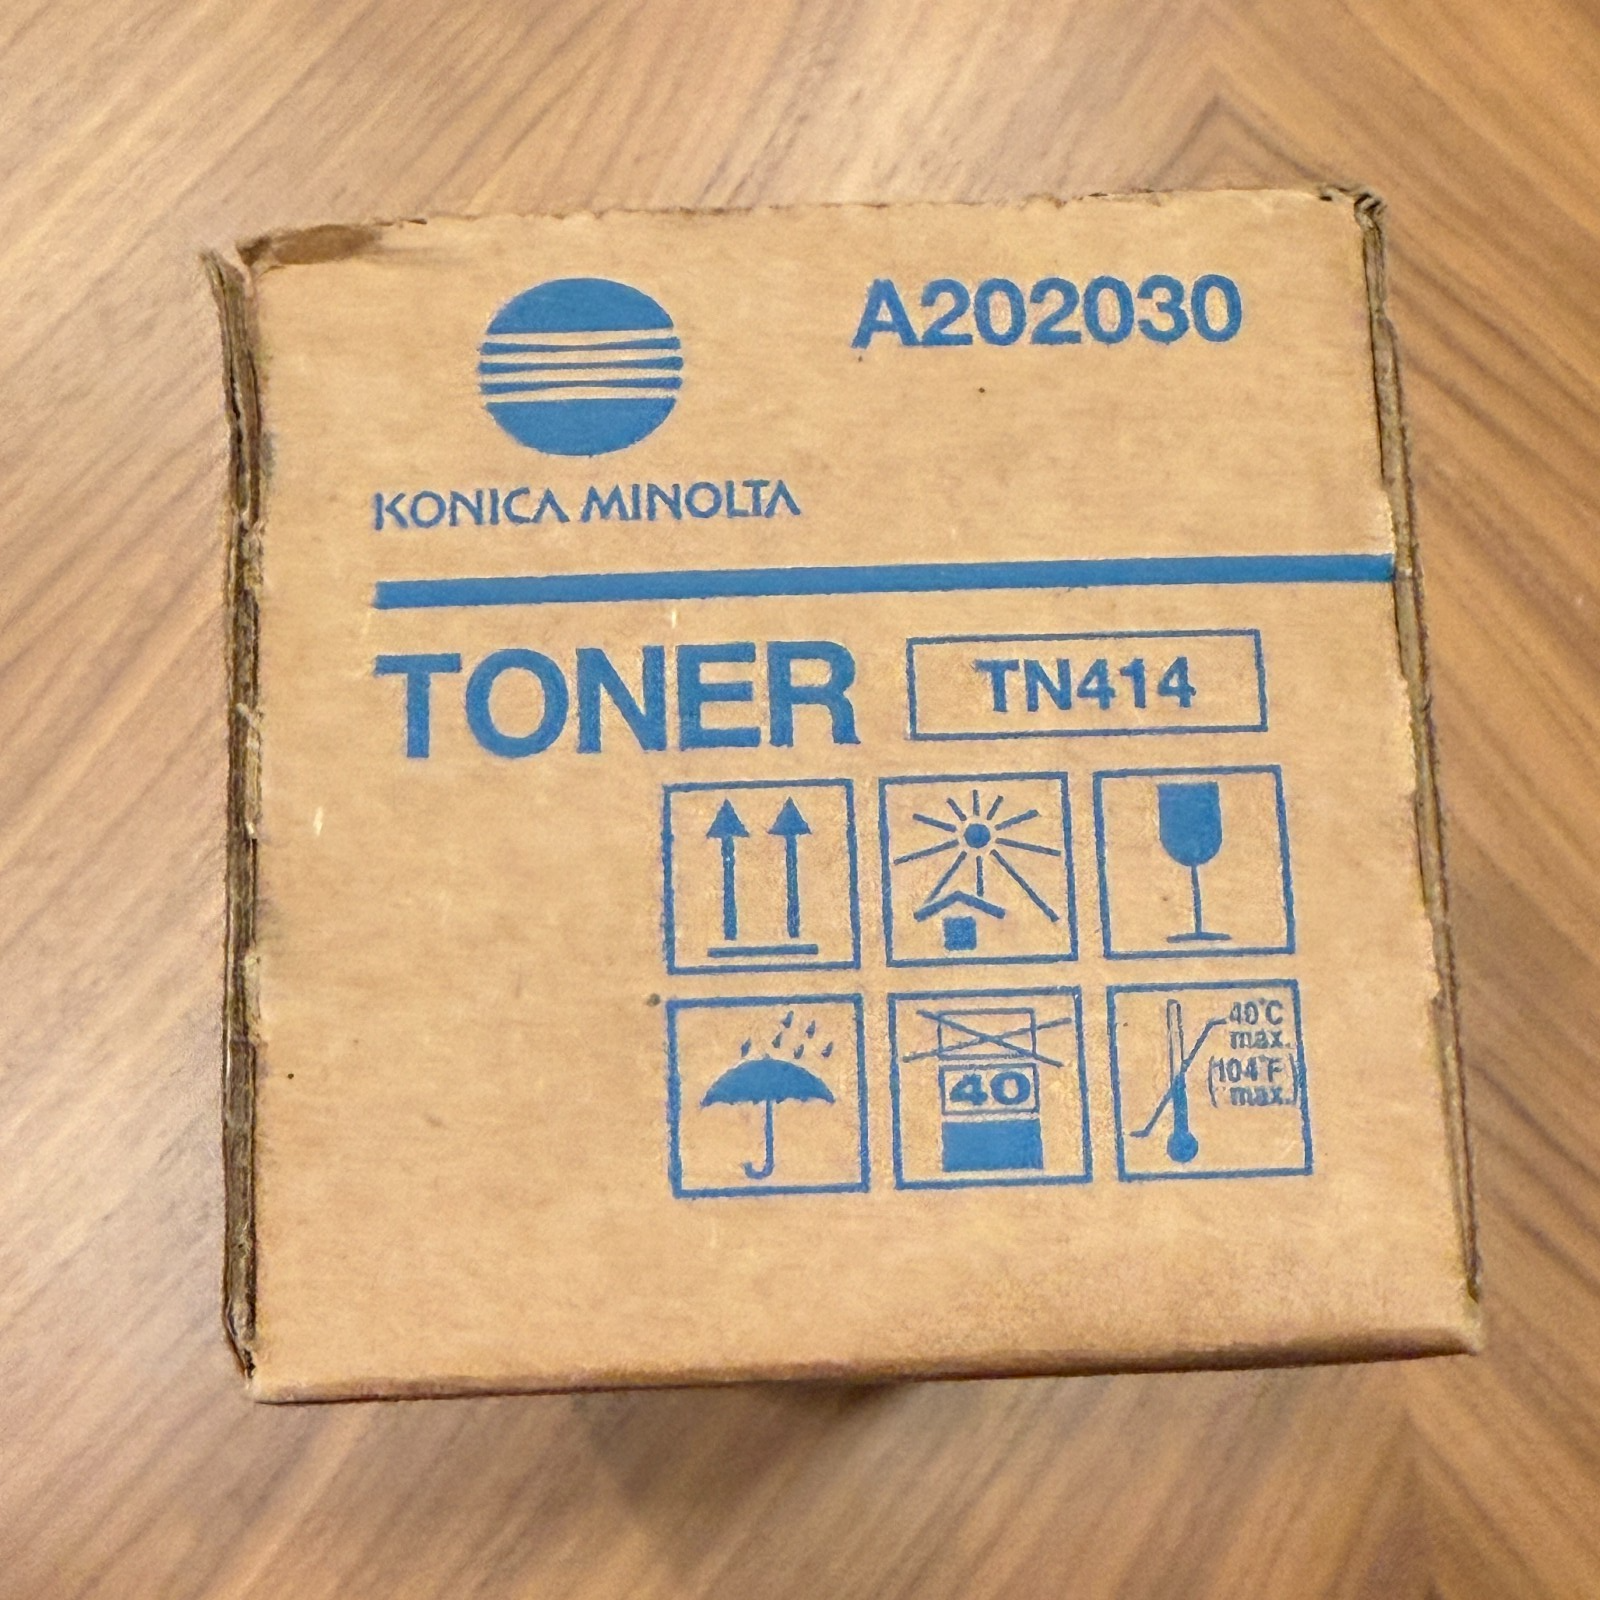 A202030
KONICA MINOLTA
TONER TN414
40°C
max.
(104°F
max.)
40